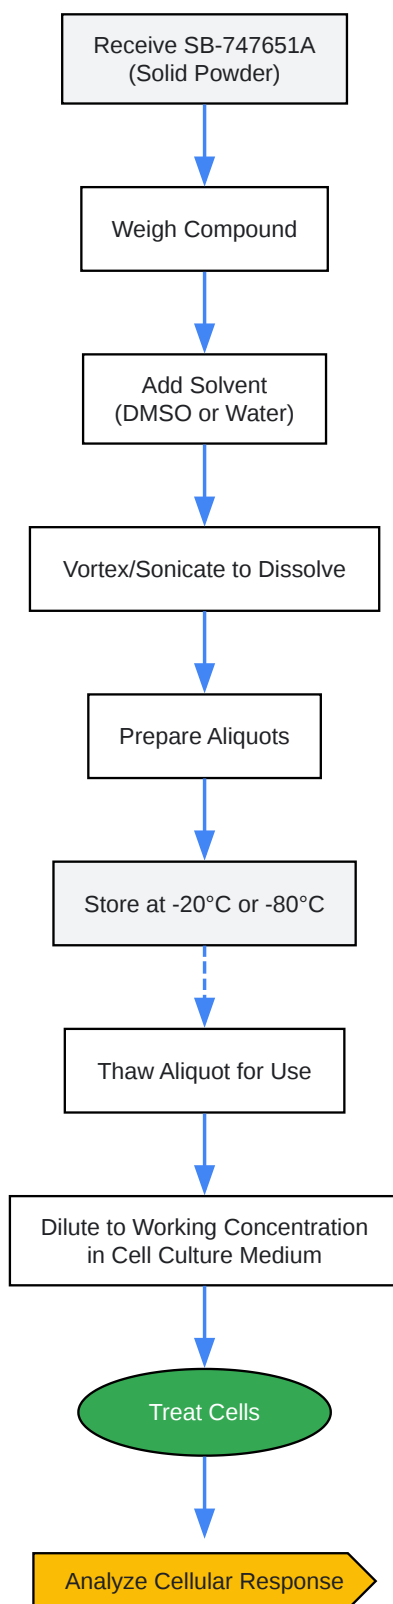 Receive SB-747651A
(Solid Powder)
Weigh Compound
Add Solvent
(DMSO or Water)
Vortex/Sonicate to Dissolve
Prepare Aliquots
Store at -20°C or -80°C
Thaw Aliquot for Use
Dilute to Working Concentration
in Cell Culture Medium
Treat Cells
Analyze Cellular Response